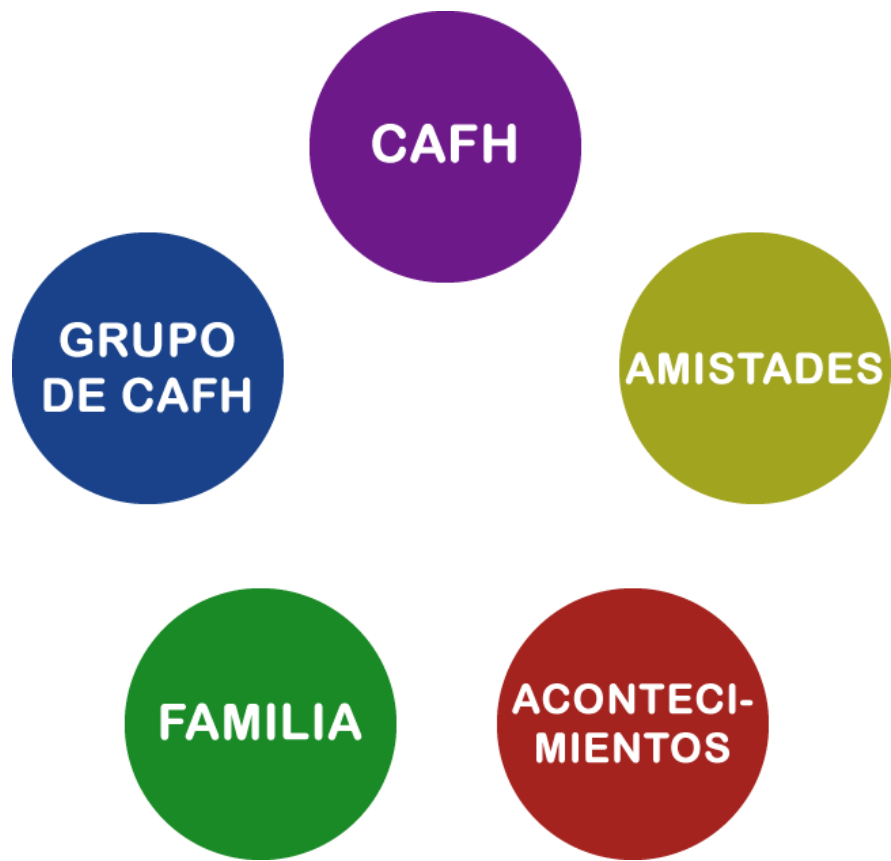 CAFH
GRUPO
DE CAFH
AMISTADES
FAMILIA
ACONTECI-
MIENTOS